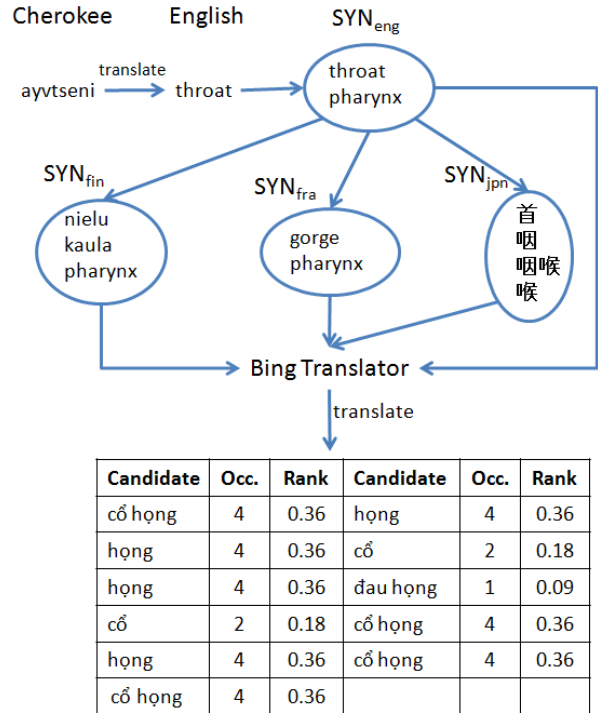 Cherokee English SYNeng
translate
ayvtseni throat
throat
pharynx
SYNfin SYNfra SYNjpn
nielu
kaula
pharynx
gorge
pharynx
首
咽
咽喉
喉
Bing Translator
translate
Candidate Occ. Rank Candidate Occ. Rank
cổ họng 4 0.36 họng 4 0.36
họng 4 0.36 cổ 2 0.18
họng 4 0.36 đau họng 1 0.09
cổ 2 0.18 cổ họng 4 0.36
họng 4 0.36 cổ họng 4 0.36
cổ họng 4 0.36